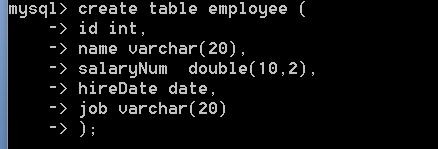 mysql> create table employee (
    -> id int,
    -> name varchar(20),
    -> salaryNum  double(10,2),
    -> hireDate date,
    -> job varchar(20)
    -> );